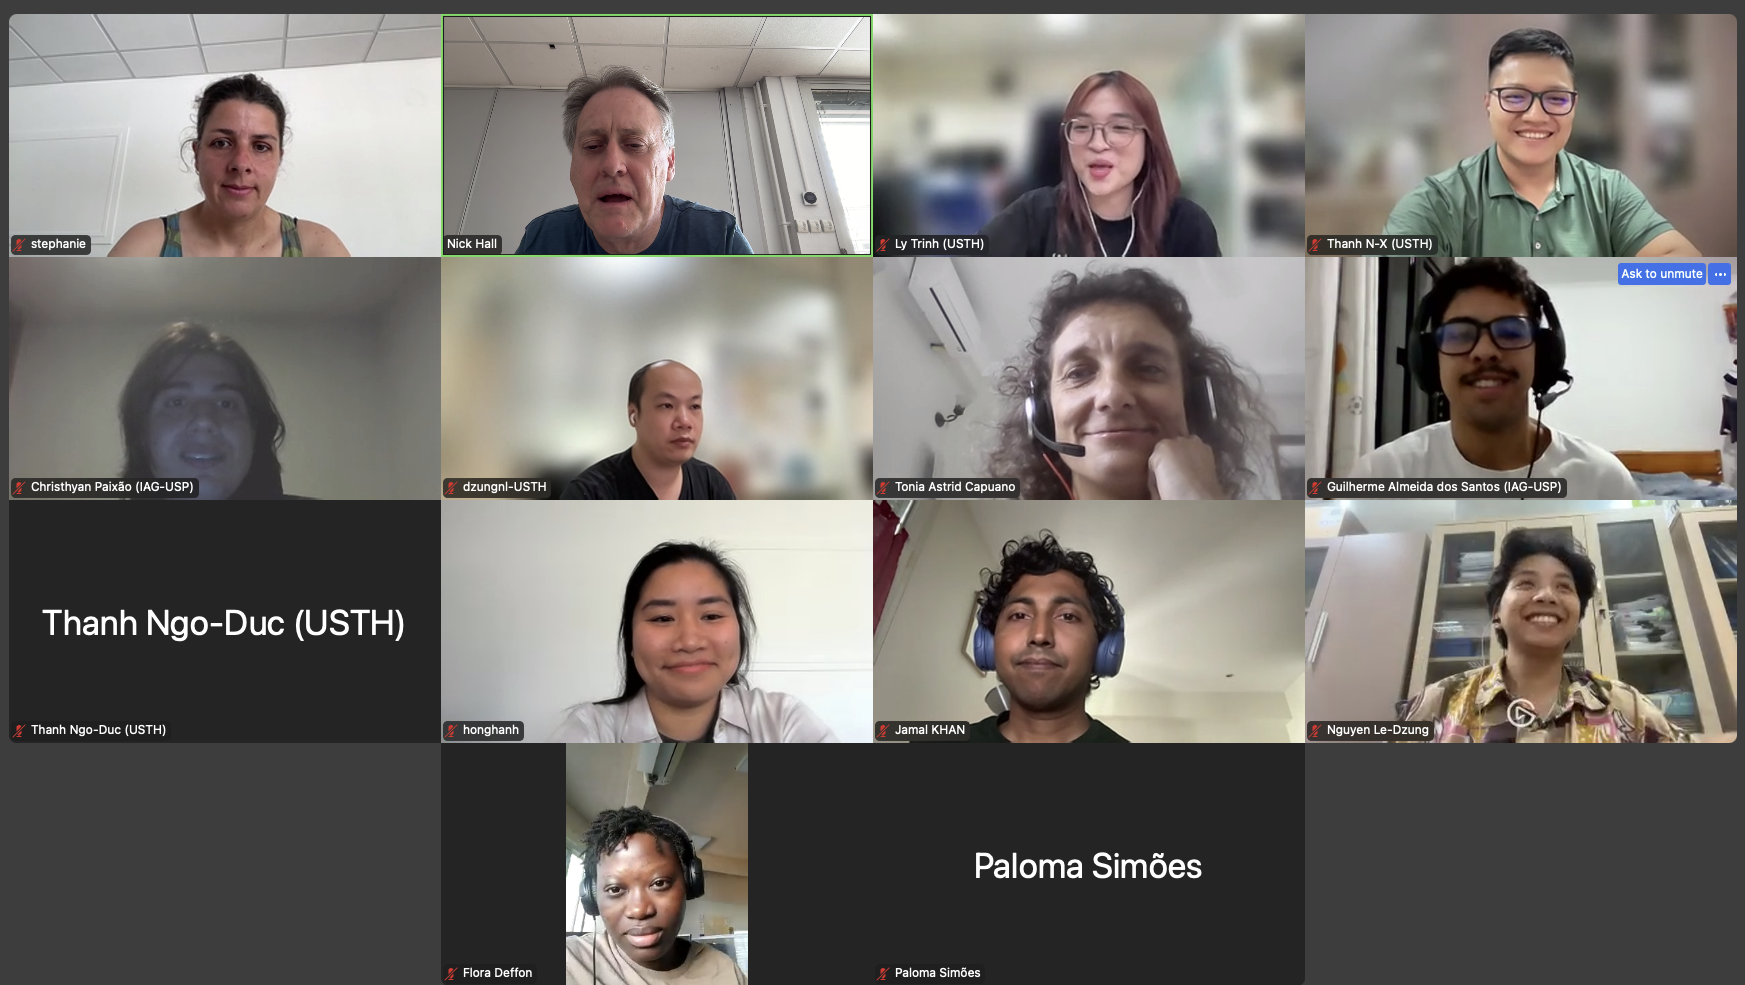 stephanie
Nick Hall
Ly Trinh (USTH)
Thanh N-X (USTH)
Ask to unmute
Christhyan Paixão (IAG-USP)
dzungnl-USTH
Tonia Astrid Capuano
Guilherme Almeida dos Santos (IAG-USP)
Thanh Ngo-Duc (USTH)
Thanh Ngo-Duc (USTH)
honghanh
Jamal KHAN
Nguyen Le-Dzung
Paloma Simões
Flora Deffon
Paloma Simões